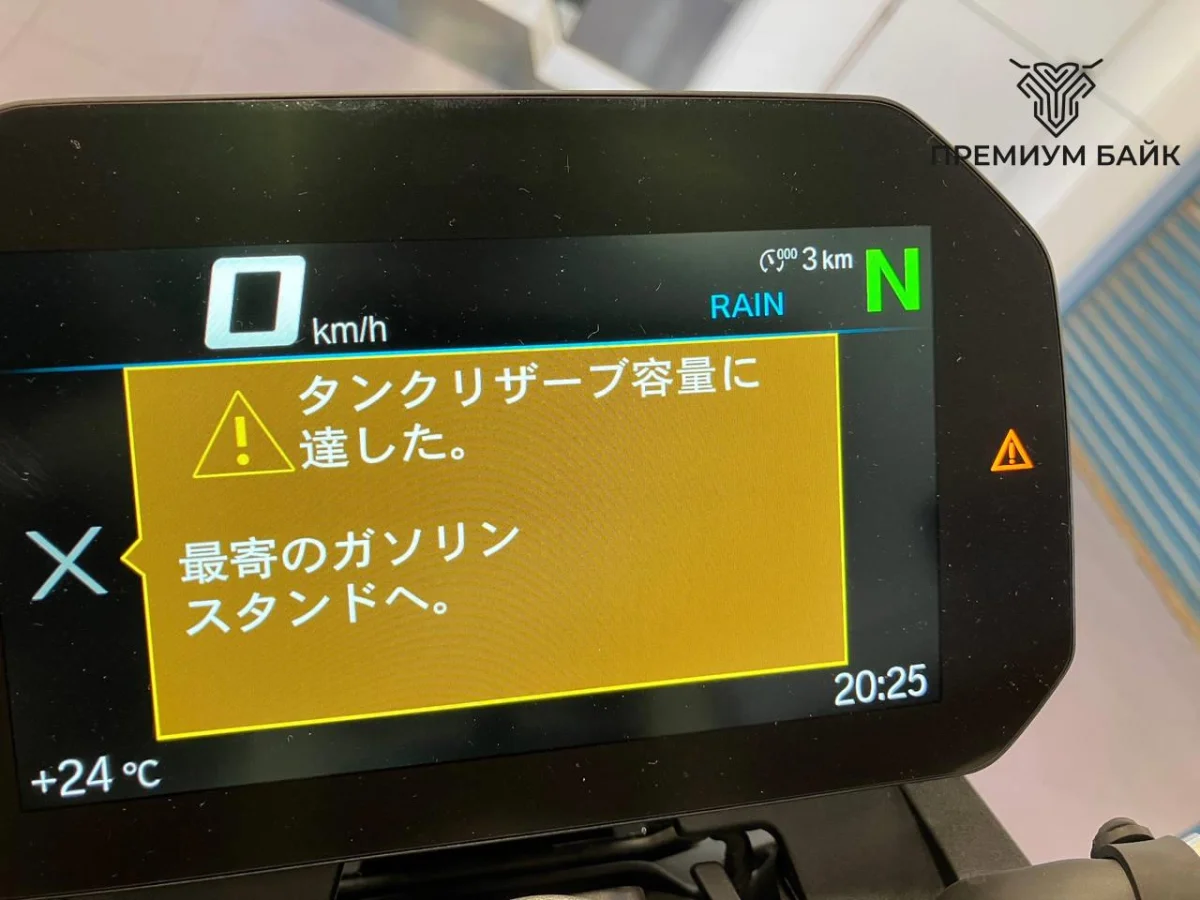 ПРЕМИУМ БАЙК
000 3 km
N
0 km/h
RAIN
タンクリザーブ容量に
達した。
最寄のガソリン
スタンドへ。
20:25
+24 °C